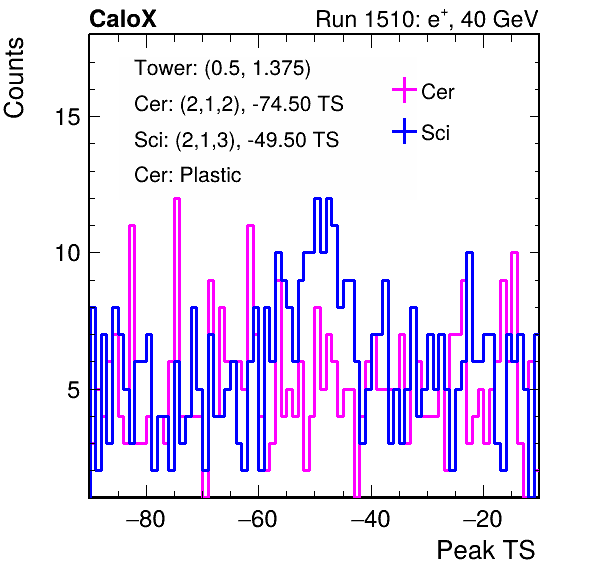 CaloX Run 1510: e⁺, 40 GeV
Tower: (0.5, 1.375)
Cer: (2,1,2), -74.50 TS
Sci: (2,1,3), -49.50 TS
Cer: Plastic
Cer
Sci
Counts
15
10
5
−80 −60 −40 −20
Peak TS